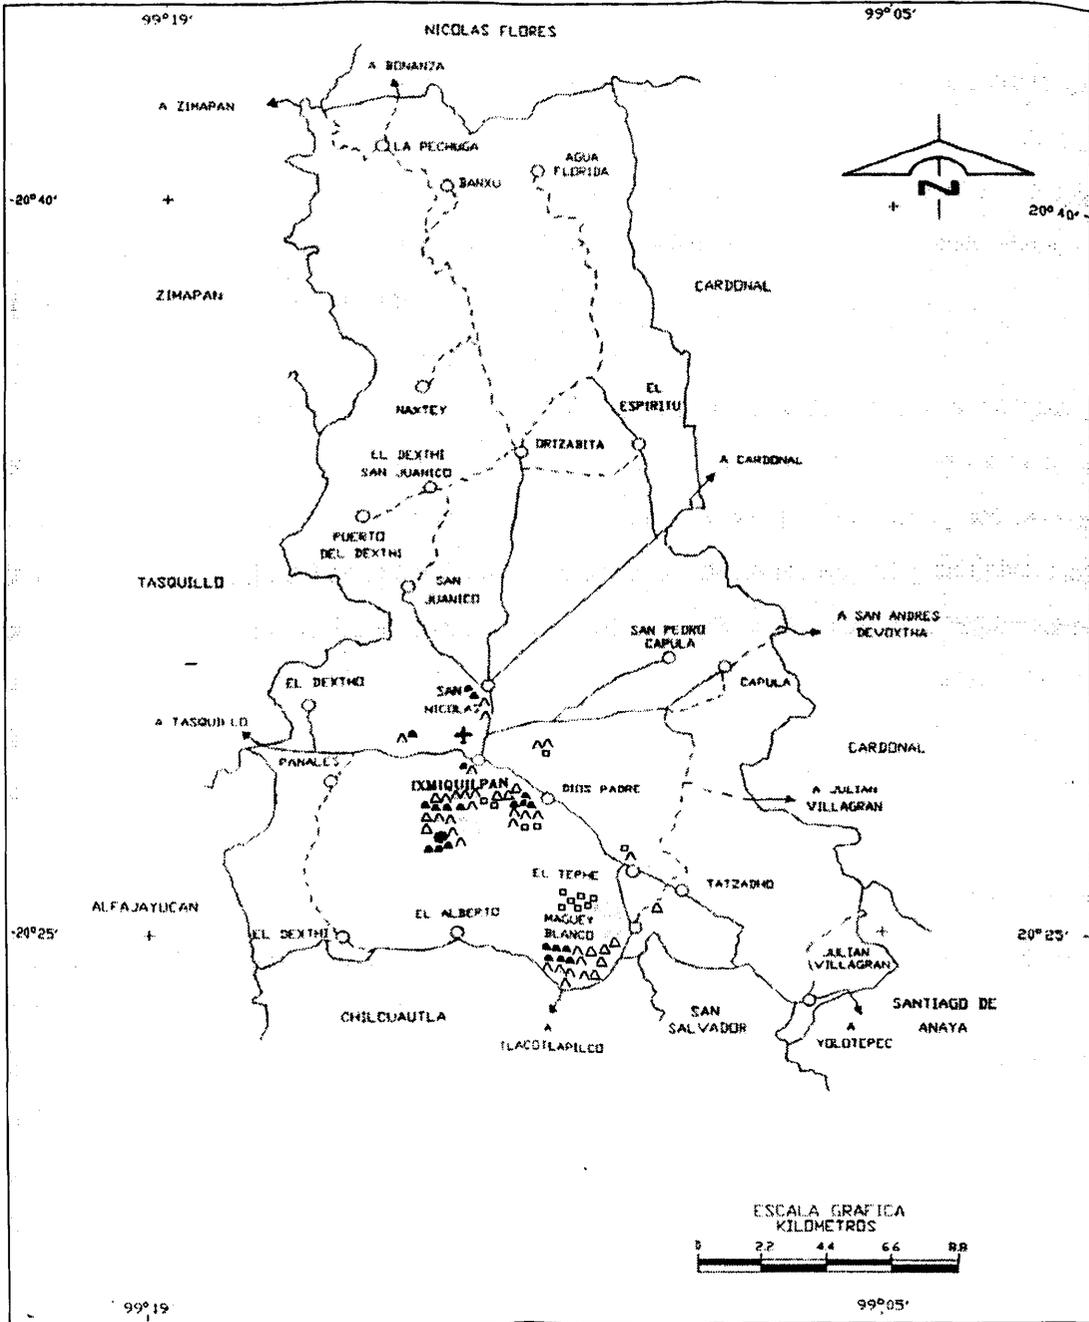 99°19'
99°05'
NICOLAS FLORES
A BONANZA
A ZIMAPAN
LA PECHUGA
AGUA
FLORIDA
BANXU
-20°40'
20°40'-
N
ZIMAPAN
CARDONAL
NAXTEY
EL
ESPIRITU
ORTZABITA
EL DEXTHI
SAN JUANICO
A CARDONAL
PUERTO
DEL DEXTHI
TASQUILLO
SAN
JUANICO
A SAN ANDRES
DEVOXTHA
SAN PEDRO
CAPULA
CAPULA
EL DEXTHO
SAN
NICOLAS
A TASQUILLO
CARDONAL
PANALES
IXMIQUILPAN
DIOS PADRE
A JULIAN
VILLAGRAN
EL TEPHE
TATZADHO
ALFAJAYUCAN
EL ALBERTO
MAGUEY
BLANCO
-20°25'
EL DEXTHI
20°25'
JULIAN
VILLAGRAN
CHILCUAUTLA
SAN
SALVADOR
SANTIAGO DE
ANAYA
A
TLACOTLAPILCO
A
YOLOTEPEC
ESCALA GRAFICA
KILOMETROS
0 2.2 4.4 6.6 8.8
99°19
99°05'